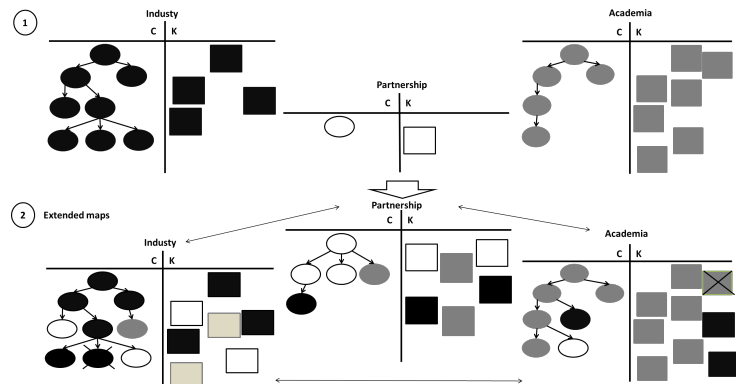 1
Industy
C K
Partnership
C K
Academia
C K
2 Extended maps
Partnership
C K
Industy
C K
Academia
C K